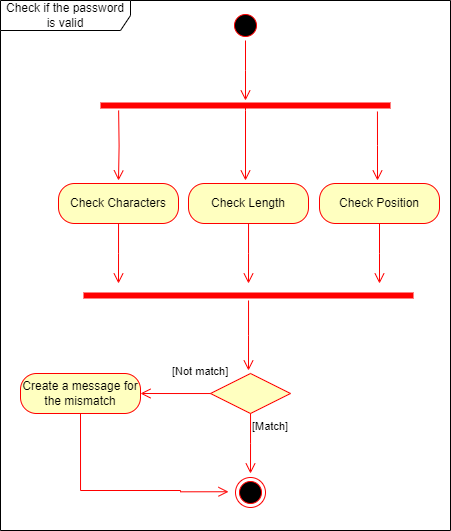 Check if the password
is valid
Check Characters
Check Length
Check Position
[Not match]
Create a message for
the mismatch
[Match]